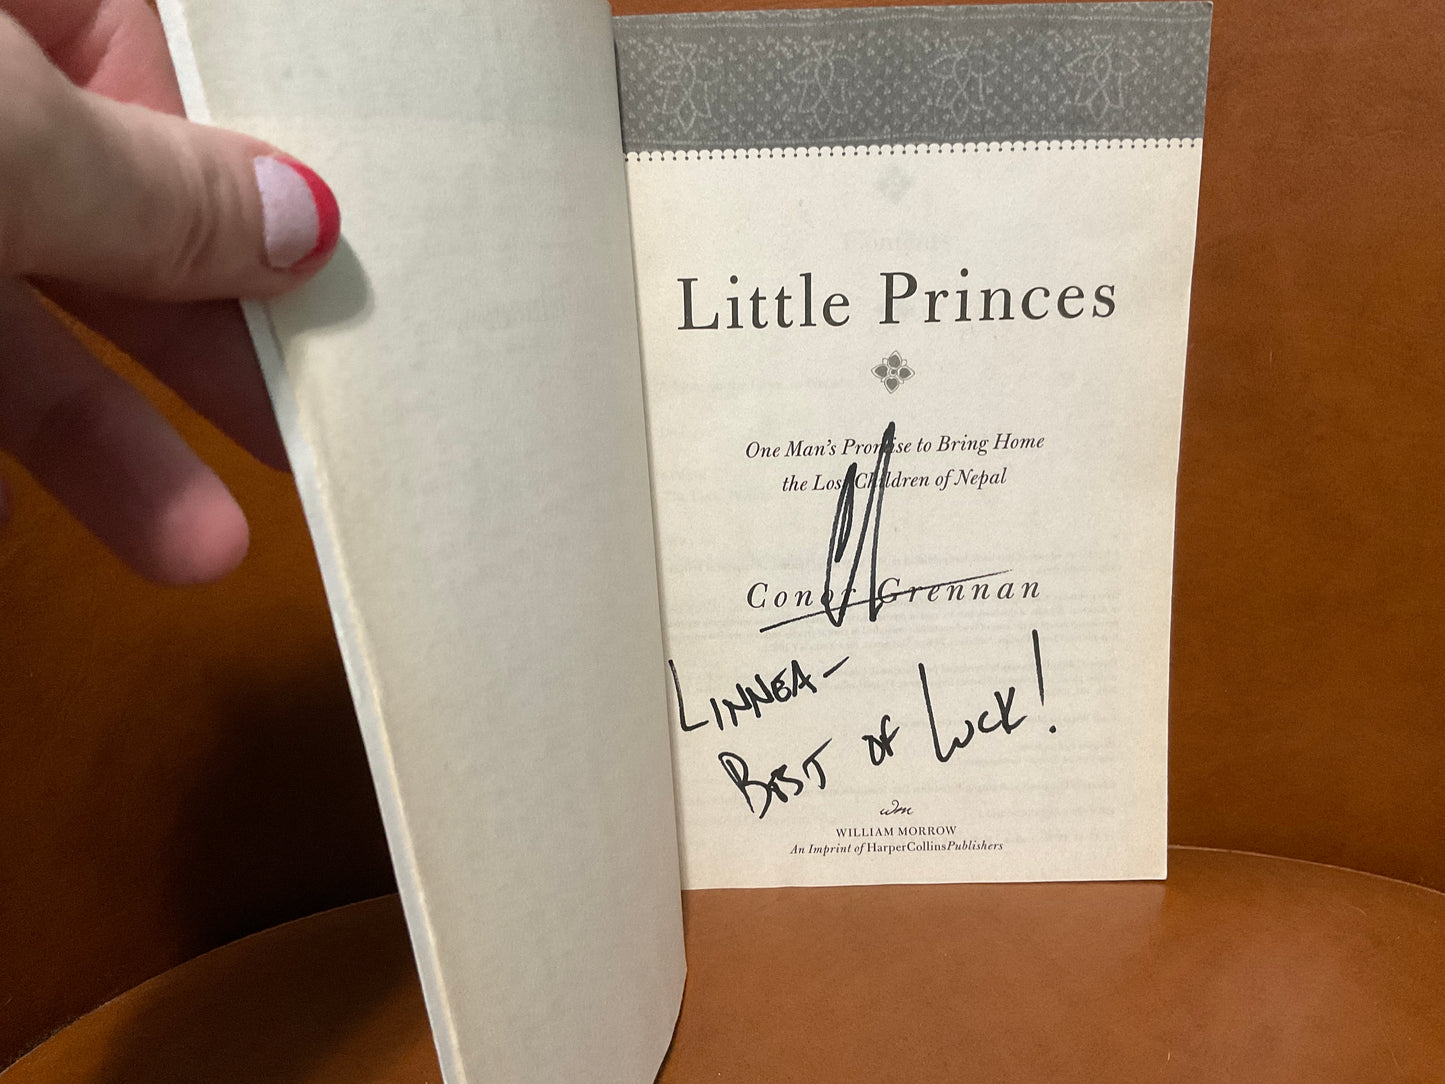 Little Princes
One Man's Promise to Bring Home
the Lost Children of Nepal
Conor Grennan
LINNEA-
BEST OF LUCK!
wm
WILLIAM MORROW
An Imprint of HarperCollinsPublishers